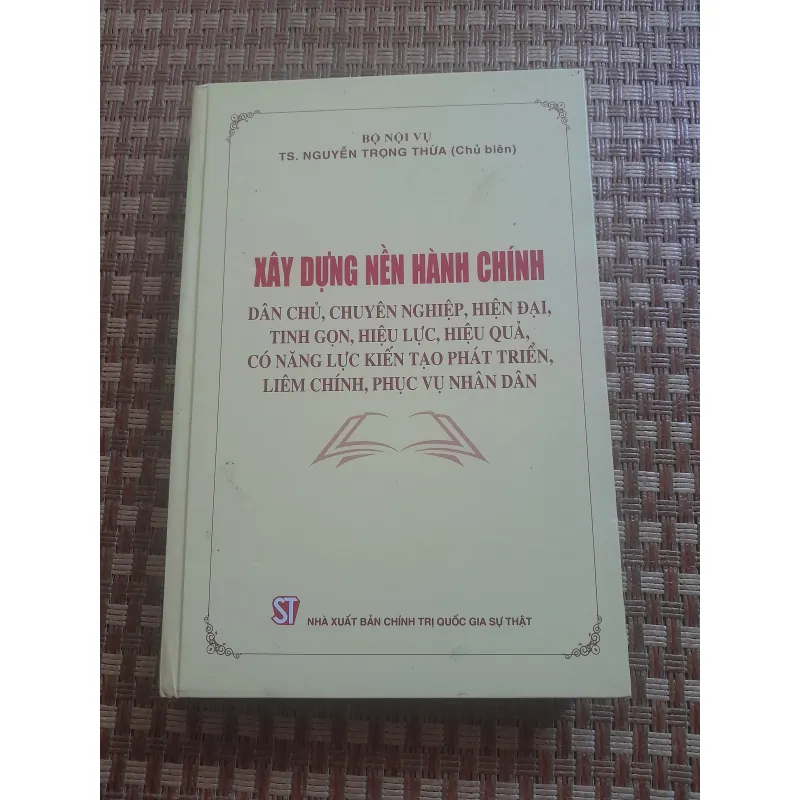 BỘ NỘI VỤ
TS. NGUYỄN TRỌNG THỪA (Chủ biên)
XÂY DỰNG NỀN HÀNH CHÍNH
DÂN CHỦ, CHUYÊN NGHIỆP, HIỆN ĐẠI,
TINH GỌN, HIỆU LỰC, HIỆU QUẢ,
CÓ NĂNG LỰC KIẾN TẠO PHÁT TRIỂN,
LIÊM CHÍNH, PHỤC VỤ NHÂN DÂN
ST
NHÀ XUẤT BẢN CHÍNH TRỊ QUỐC GIA SỰ THẬT